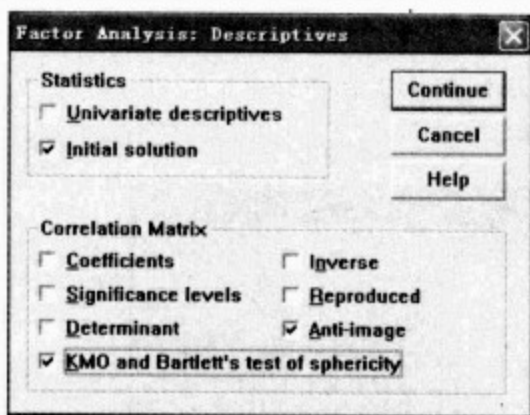 Factor Analysis: Descriptives
Statistics
Univariate descriptives
Initial solution
Continue
Cancel
Help
Correlation Matrix
Coefficients
Inverse
Significance levels
Reproduced
Determinant
Anti-image
KMO and Bartlett's test of sphericity